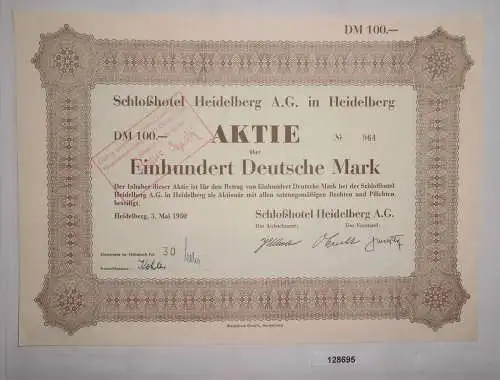 DM 100.—
Schloßhotel Heidelberg A.G. in Heidelberg
DM 100.— AKTIE № 964
über
Einhundert Deutsche Mark
Der Inhaber dieser Aktie ist für den Betrag von Einhundert Deutsche Mark bei der Schloßhotel
Heidelberg A.G. in Heidelberg als Aktionär mit allen satzungsmäßigen Rechten und Pflichten
beteiligt.
Heidelberg, 3. Mai 1950
Schloßhotel Heidelberg A.G.
Der Aufsichtsrat: Der Vorstand:
30
128695